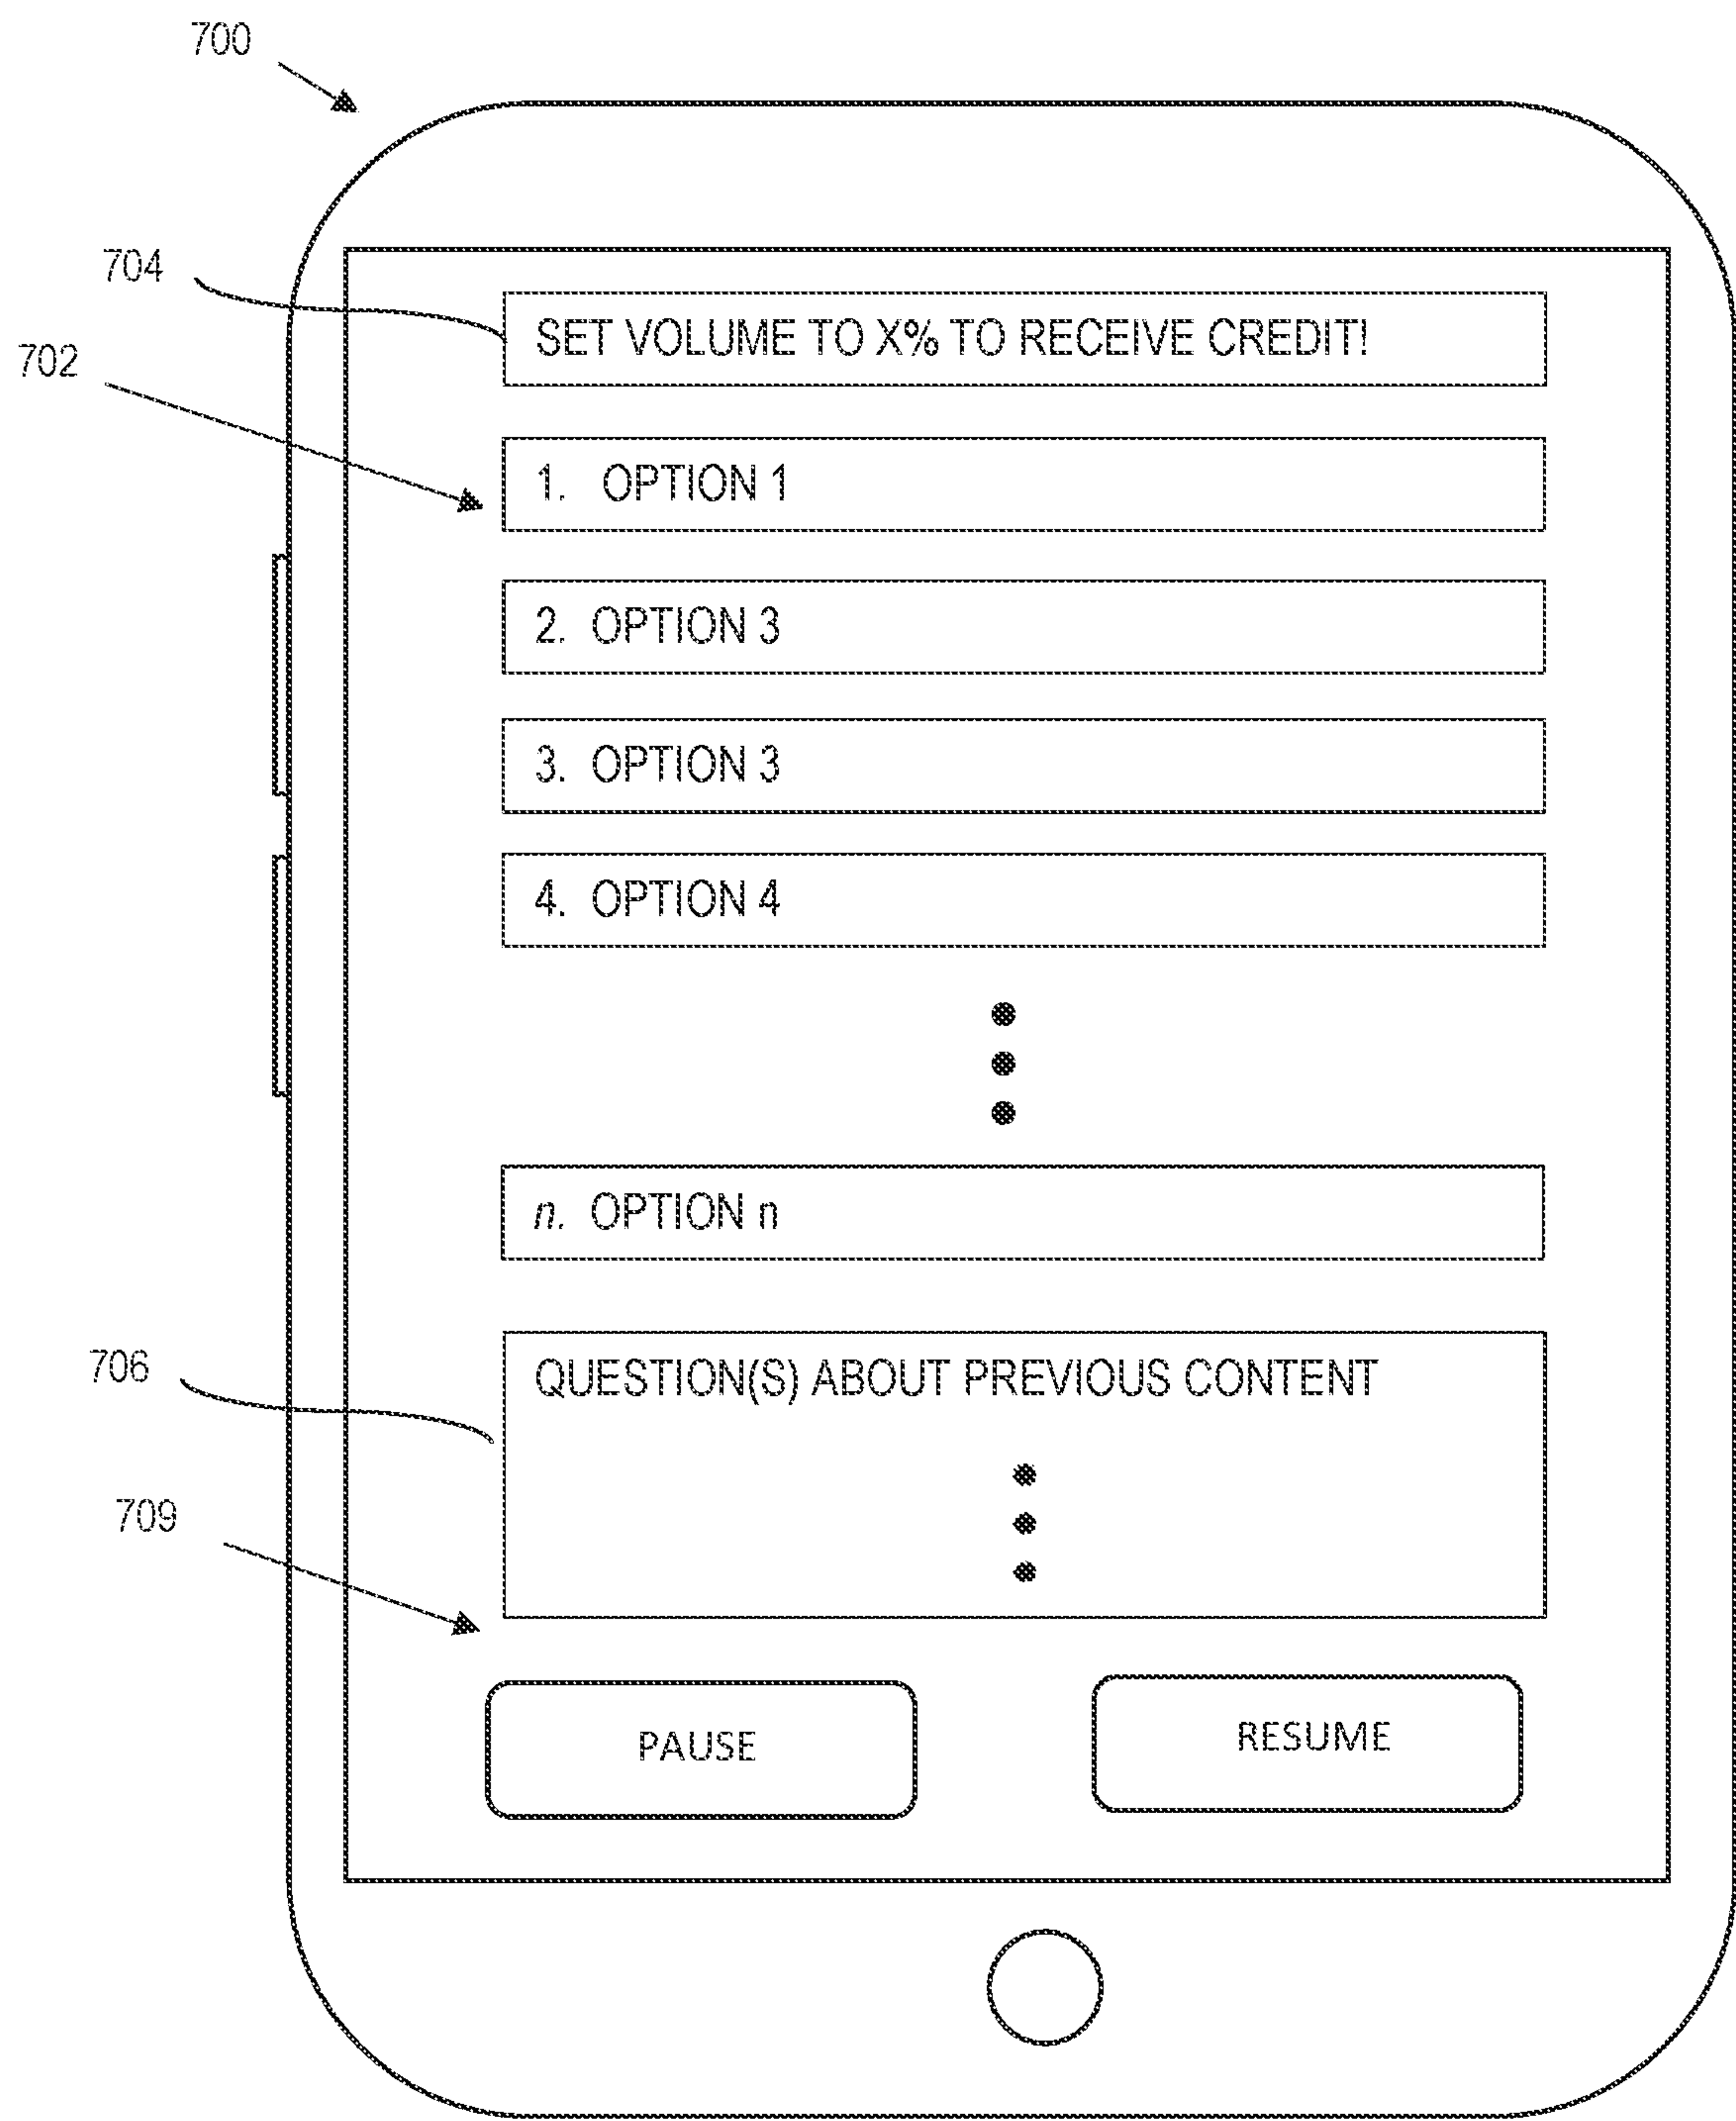 700
704
SET VOLUME TO X% TO RECEIVE CREDIT!
702
1. OPTION 1
2. OPTION 3
3. OPTION 3
4. OPTION 4
n. OPTION n
706
QUESTION(S) ABOUT PREVIOUS CONTENT
709
PAUSE
RESUME